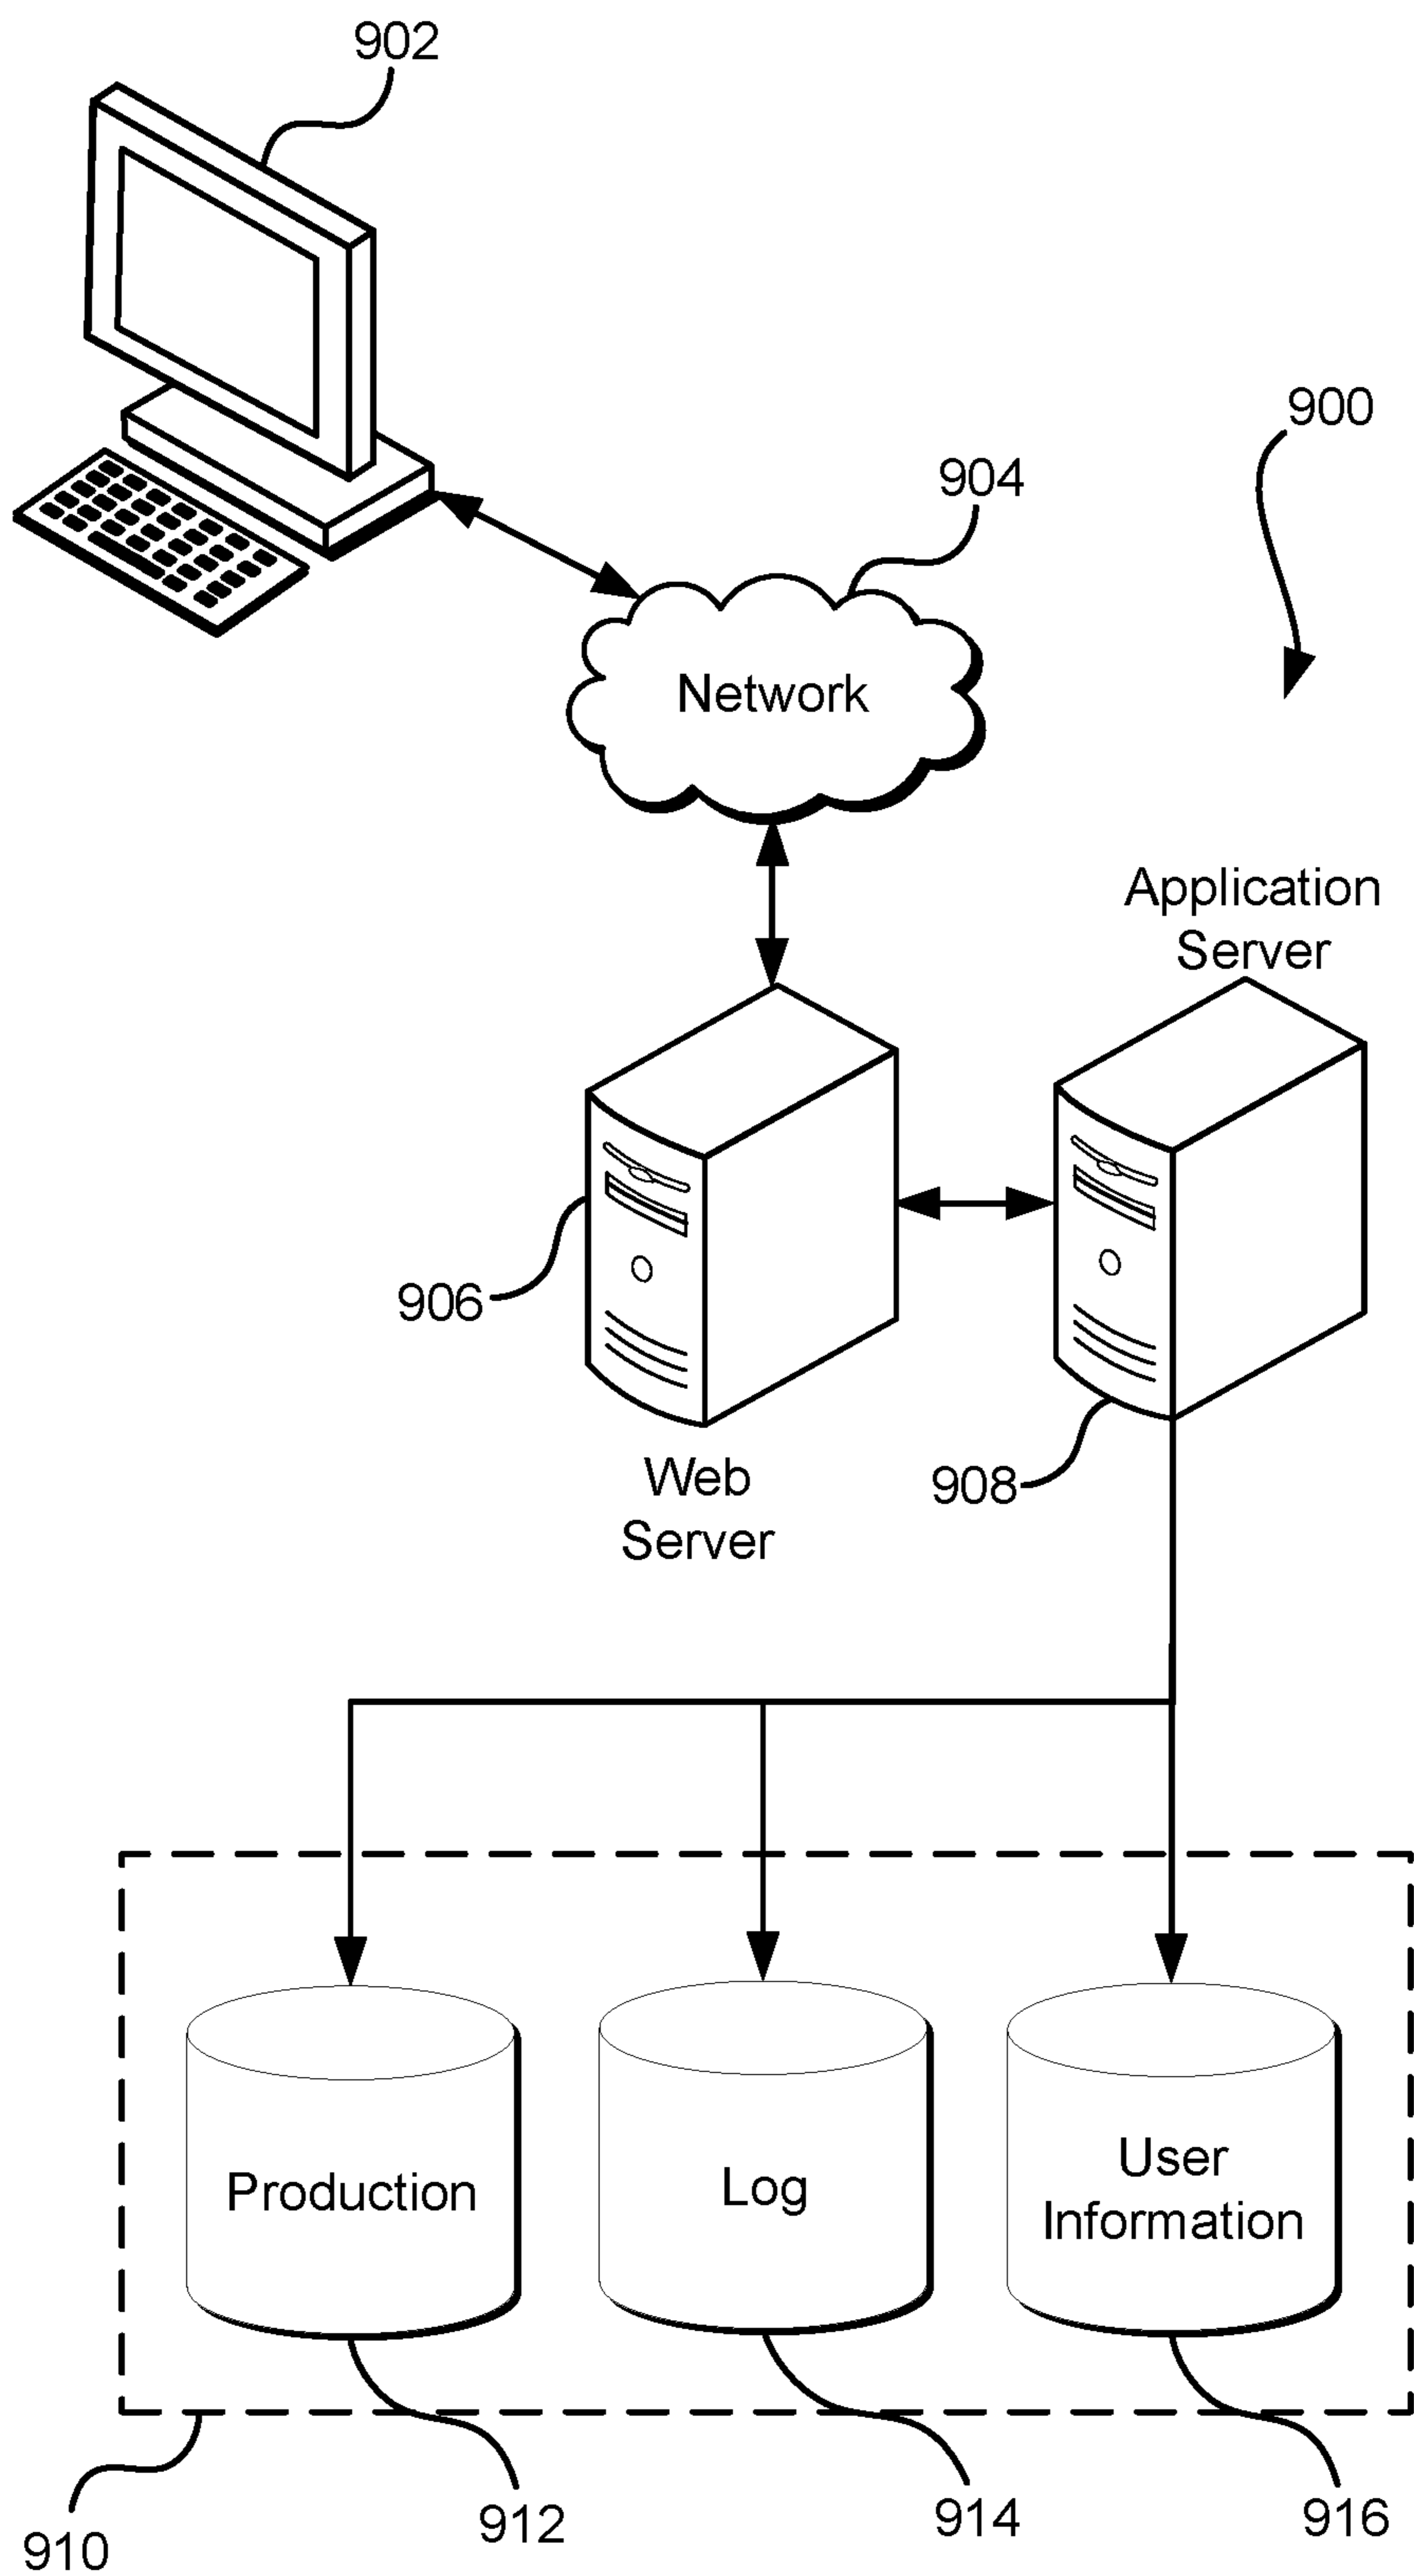 902
900
904
Network
Application
Server
906
908
Web
Server
Production
Log
User
Information
910
912
914
916